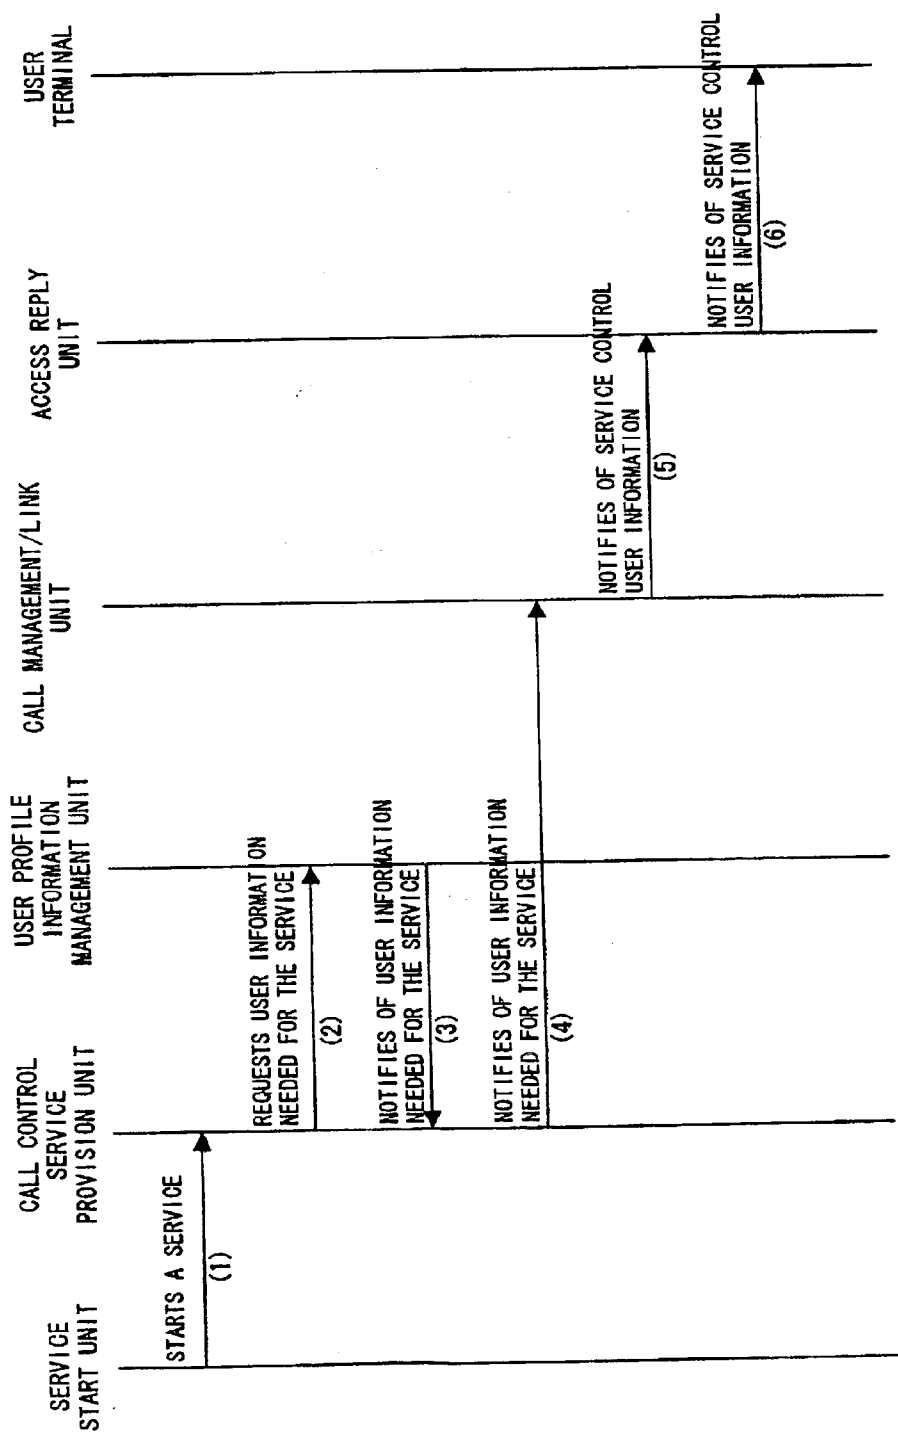 SERVICE
START UNIT
CALL CONTROL
SERVICE
PROVISION UNIT
USER PROFILE
INFORMATION
MANAGEMENT UNIT
CALL MANAGEMENT/LINK
UNIT
ACCESS REPLY
UNIT
USER
TERMINAL
STARTS A SERVICE
(1)
REQUESTS USER INFORMATION
NEEDED FOR THE SERVICE
(2)
NOTIFIES OF USER INFORMATION
NEEDED FOR THE SERVICE
(3)
NOTIFIES OF USER INFORMATION
NEEDED FOR THE SERVICE
(4)
NOTIFIES OF SERVICE CONTROL
USER INFORMATION
(5)
NOTIFIES OF SERVICE CONTROL
USER INFORMATION
(6)